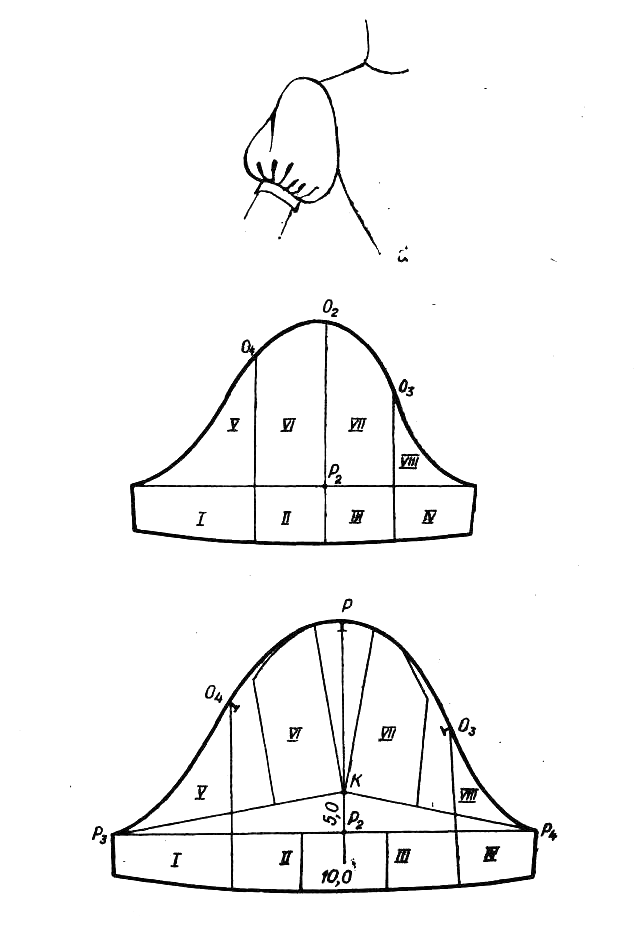 а
O₂
O₄
O₃
V VI VII
VIII
P₂
I II III IV
P
O₄
O₃
VI VII
K
V VIII
5,0
P₃ P₂ P₄
I II III IV
10,0